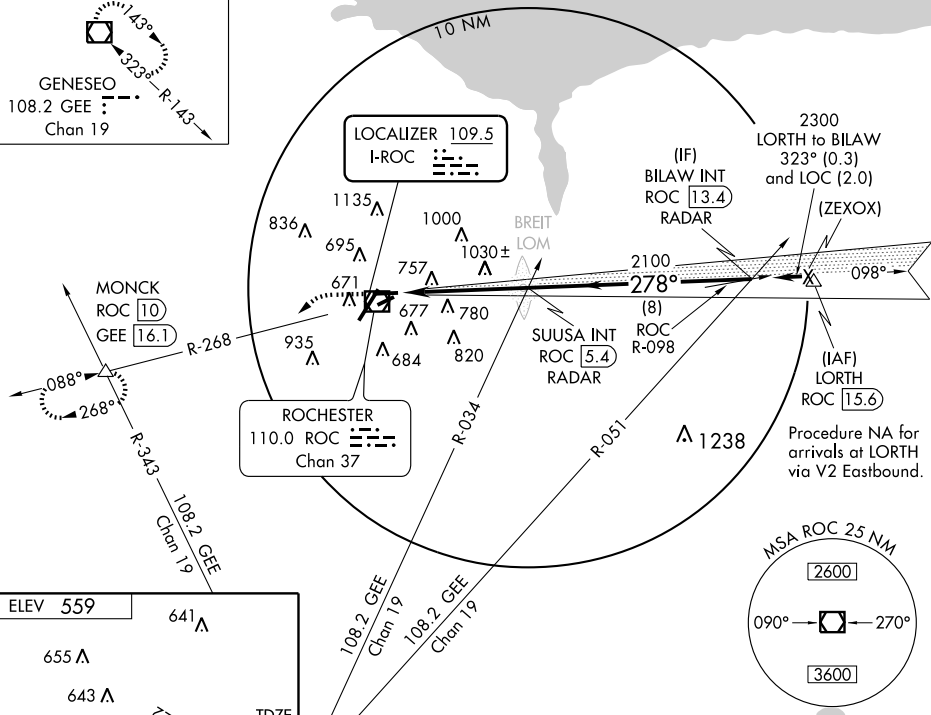 143°
323°
R-143
GENESEO
108.2 GEE
Chan 19
10 NM
LOCALIZER 109.5
I-ROC
2300
LORTH to BILAW
323° (0.3)
and LOC (2.0)
(IF)
BILAW INT
ROC 13.4
RADAR
(ZEXOX)
1135
836
695
1000
1030 ±
BREIT
LOM
757
671
2100
278°
098°
(8)
ROC
R-098
MONCK
ROC 10
GEE 16.1
R-268
088°
268°
935
677
780
684
820
SUUSA INT
ROC 5.4
RADAR
(IAF)
LORTH
ROC 15.6
Procedure NA for
arrivals at LORTH
via V2 Eastbound.
ROCHESTER
110.0 ROC
Chan 37
R-034
R-051
1238
R-343
108.2 GEE
Chan 19
108.2 GEE
Chan 19
108.2 GEE
Chan 19
MSA ROC 25 NM
2600
090°
270°
3600
ELEV 559
641
655
643
TDZE